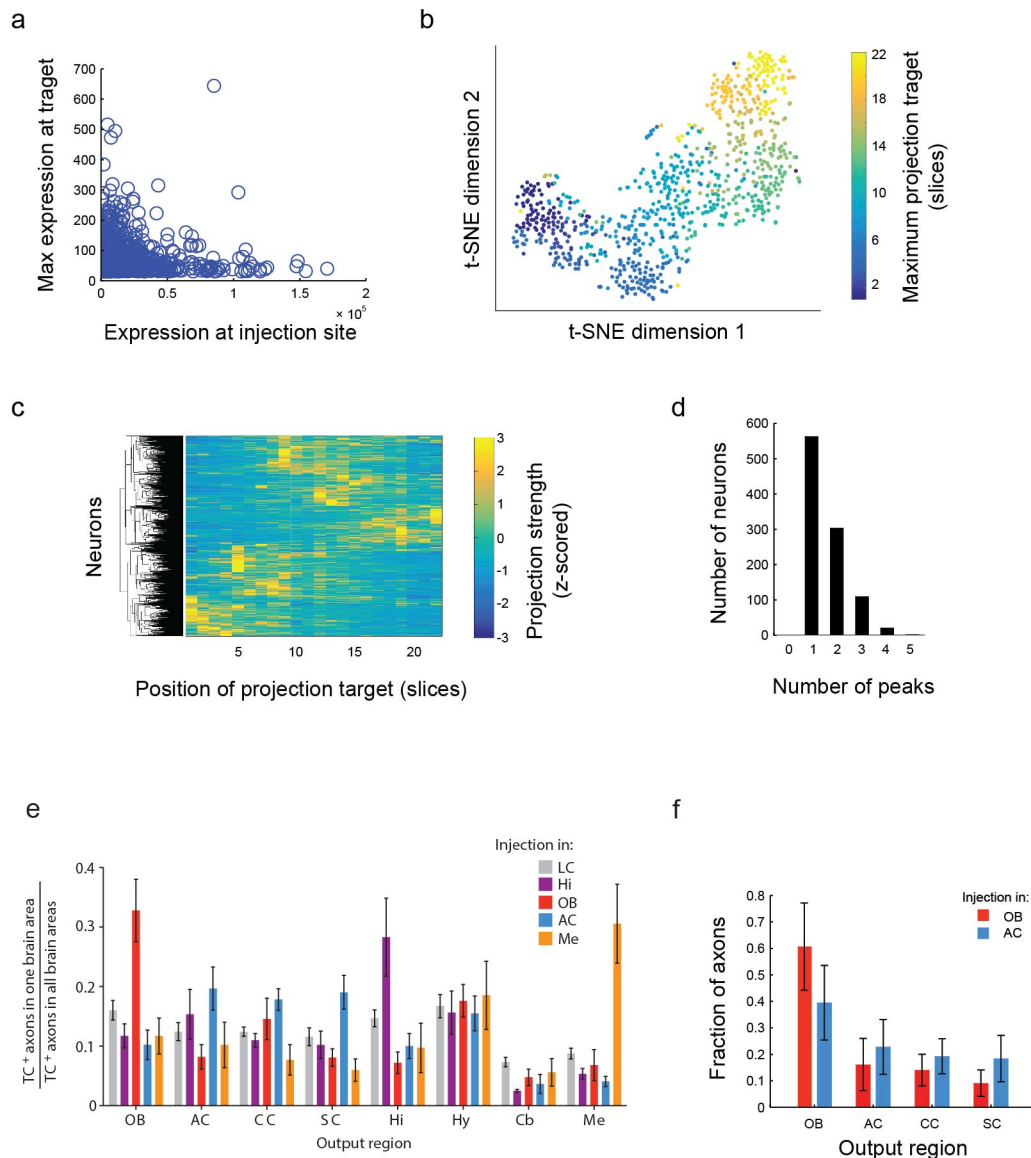 a
Max expression at traget
700
600
500
400
300
200
100
0
0
0.5
1
1.5
2
× 10⁵
Expression at injection site
b
t-SNE dimension 2
t-SNE dimension 1
22
18
14
10
6
2
Maximum projection traget
(slices)
c
Neurons
5
10
15
20
Position of projection target (slices)
3
2
1
0
-1
-2
-3
Projection strength
(z-scored)
d
Number of neurons
600
500
400
300
200
100
0
0 1 2 3 4 5
Number of peaks
e
TC⁺ axons in one brain area
TC⁺ axons in all brain areas
0.4
0.3
0.2
0.1
0
Injection in:
LC
Hi
OB
AC
Me
OB AC CC SC Hi Hy Cb Me
Output region
f
Fraction of axons
0.8
0.7
0.6
0.5
0.4
0.3
0.2
0.1
0
Injection in:
OB
AC
OB AC CC SC
Output region